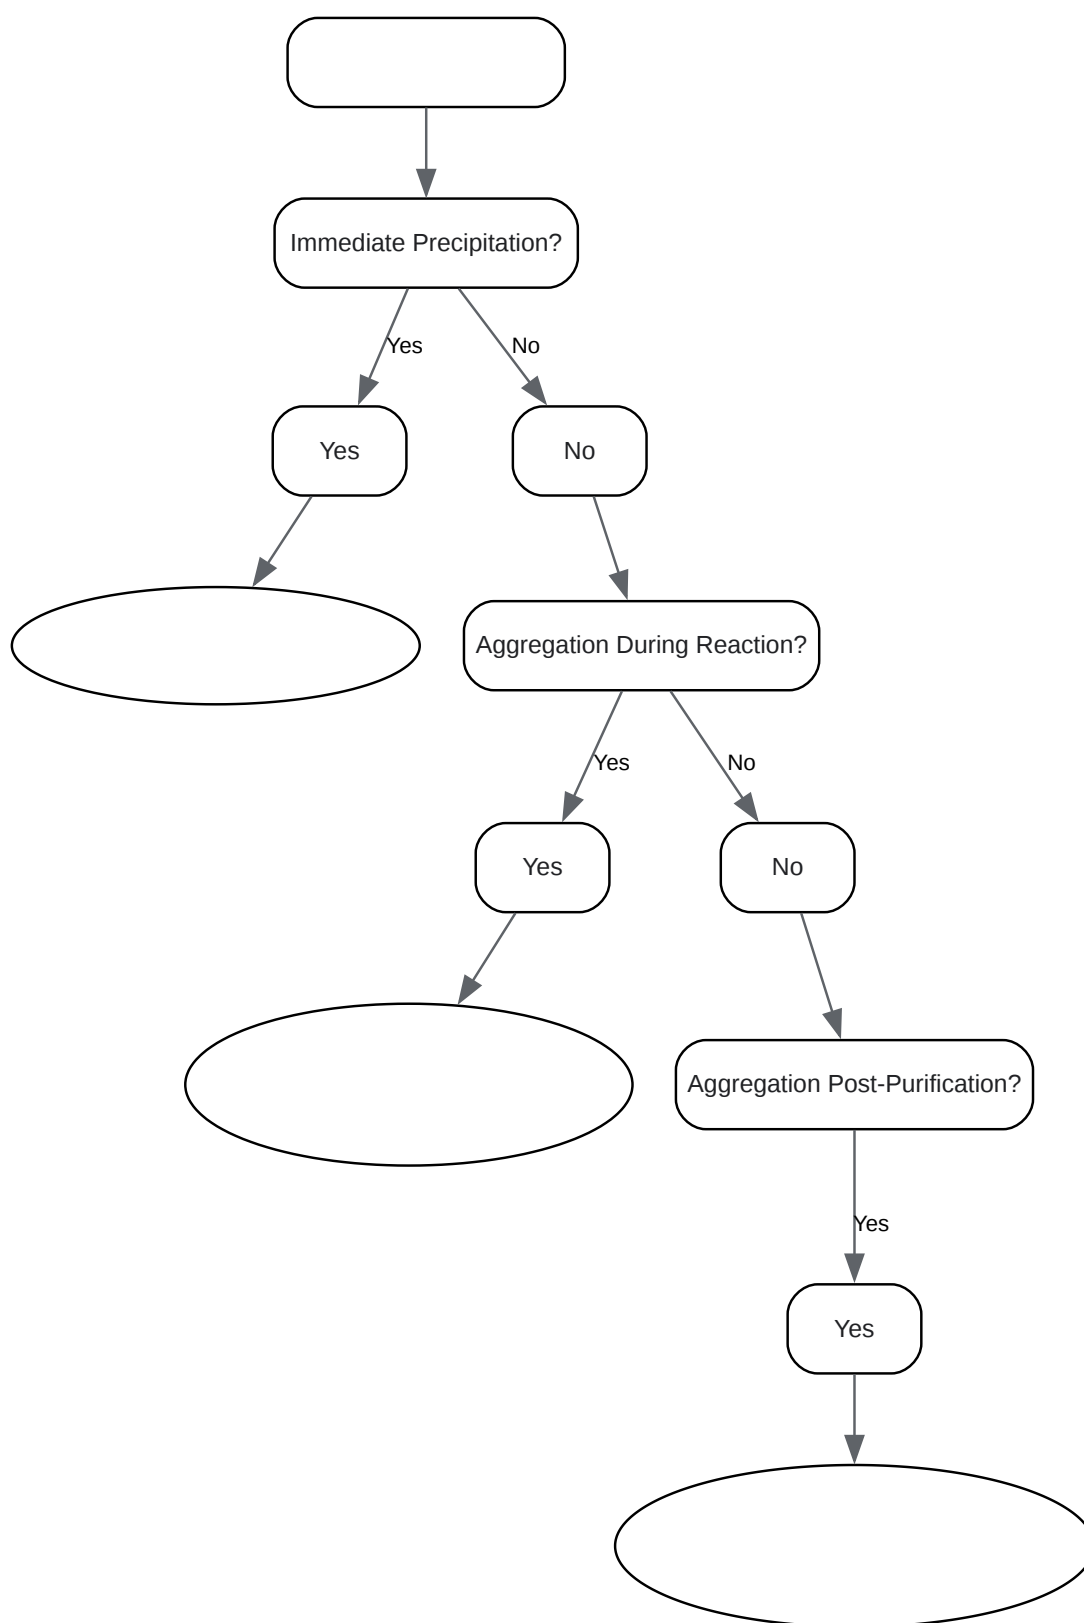 Immediate Precipitation?
Yes
No
Yes
No
Aggregation During Reaction?
Yes
No
Yes
No
Aggregation Post-Purification?
Yes
Yes